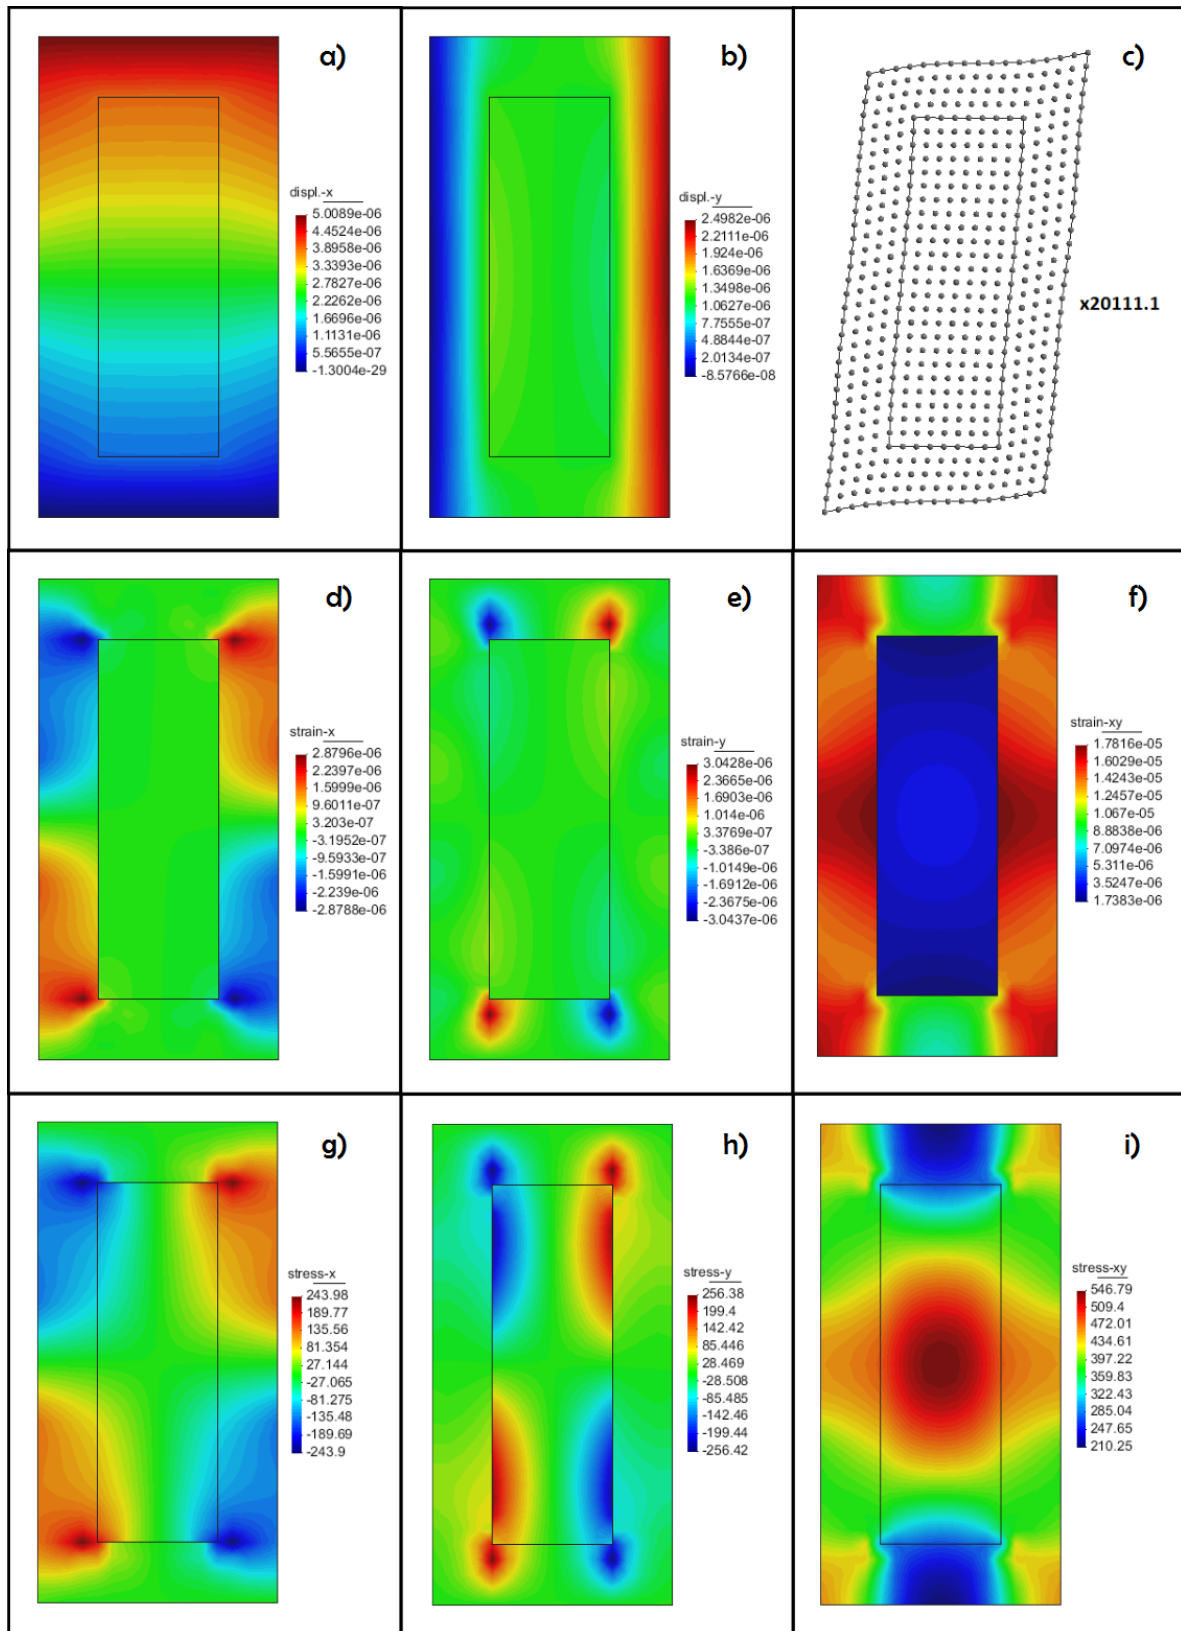 a)
displ.-x
5.0089e-06
4.4524e-06
3.8958e-06
3.3393e-06
2.7827e-06
2.2262e-06
1.6696e-06
1.1131e-06
5.5655e-07
-1.3004e-29
b)
displ.-y
2.4982e-06
2.2111e-06
1.924e-06
1.6369e-06
1.3498e-06
1.0627e-06
7.7555e-07
4.8844e-07
2.0134e-07
-8.5766e-08
c)
x20111.1
d)
strain-x
2.8796e-06
2.2397e-06
1.5999e-06
9.6011e-07
3.203e-07
-3.1952e-07
-9.5933e-07
-1.5991e-06
-2.239e-06
-2.8788e-06
e)
strain-y
3.0428e-06
2.3665e-06
1.6903e-06
1.014e-06
3.3769e-07
-3.386e-07
-1.0149e-06
-1.6912e-06
-2.3675e-06
-3.0437e-06
f)
strain-xy
1.7816e-05
1.6029e-05
1.4243e-05
1.2457e-05
1.067e-05
8.8838e-06
7.0974e-06
5.311e-06
3.5247e-06
1.7383e-06
g)
stress-x
243.98
189.77
135.56
81.354
27.144
-27.065
-81.275
-135.48
-189.69
-243.9
h)
stress-y
256.38
199.4
142.42
85.446
28.469
-28.508
-85.485
-142.46
-199.44
-256.42
i)
stress-xy
546.79
509.4
472.01
434.61
397.22
359.83
322.43
285.04
247.65
210.25